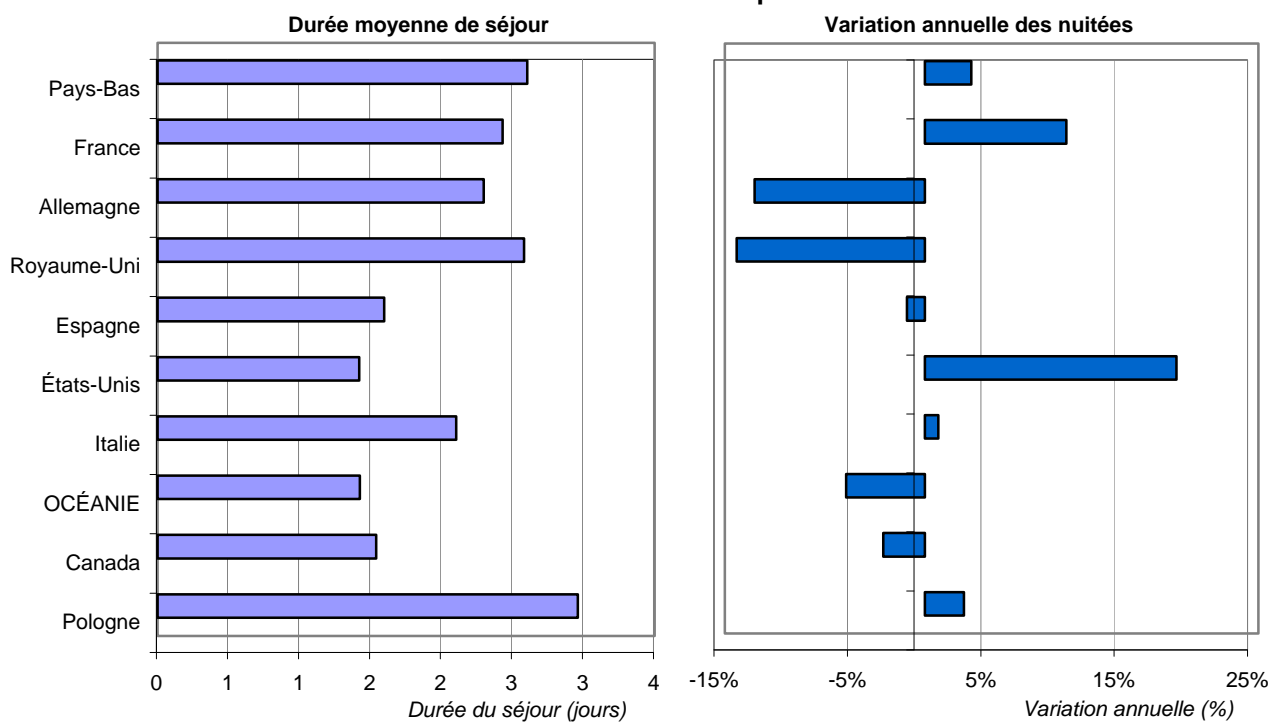 Durée moyenne de séjour
Variation annuelle des nuitées
Pays-Bas
France
Allemagne
Royaume-Uni
Espagne
États-Unis
Italie
OCÉANIE
Canada
Pologne
0 1 1 2 2 3 3 4
Durée du séjour (jours)
-15% -5% 5% 15% 25%
Variation annuelle (%)